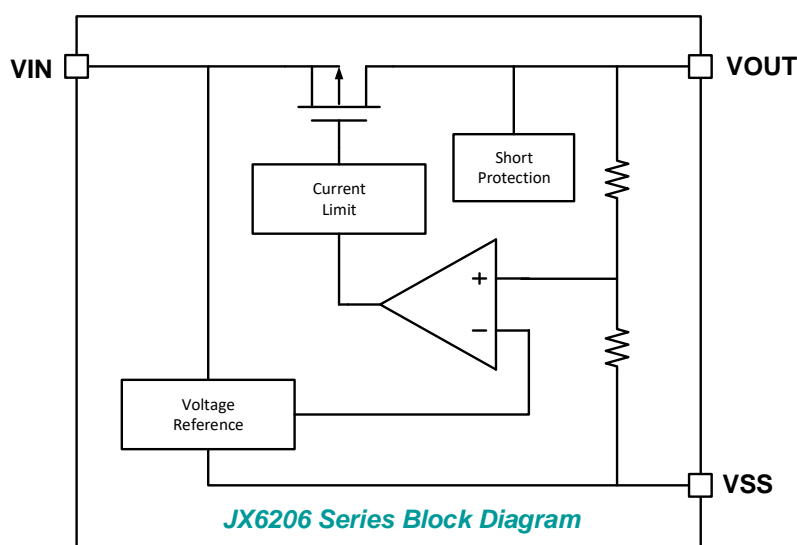 VIN
VOUT
Short
Protection
Current
Limit
+
−
Voltage
Reference
VSS
JX6206 Series Block Diagram